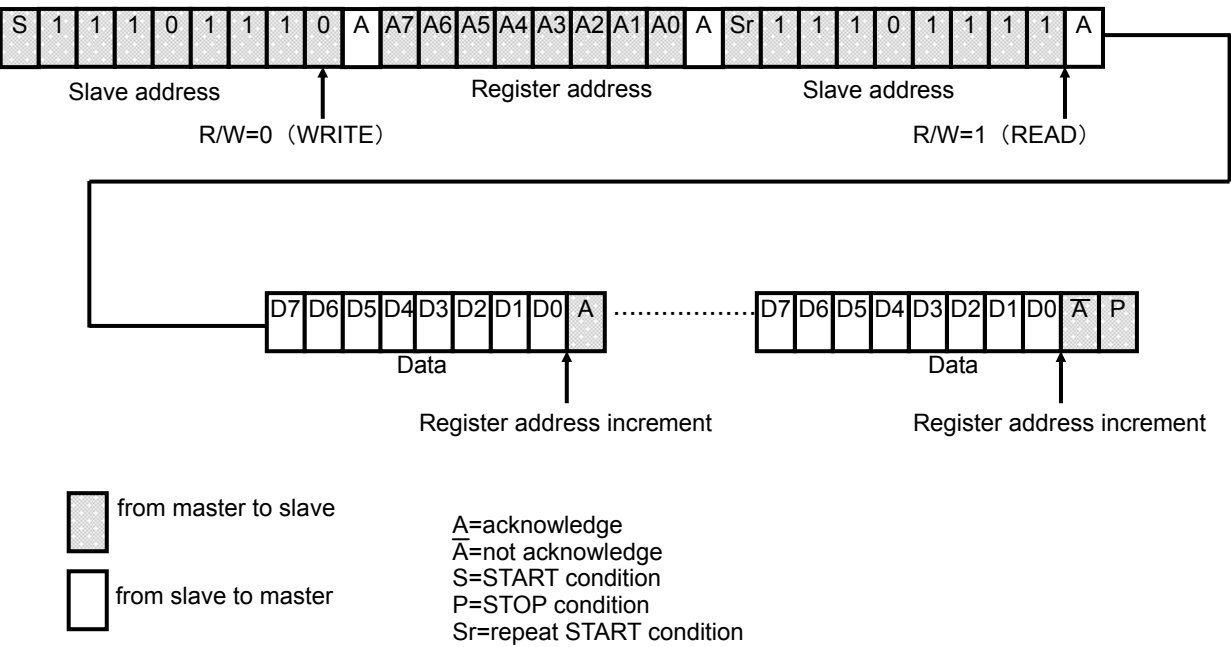 S 1 1 1 0 1 1 1 0 A A7 A6 A5 A4 A3 A2 A1 A0 A Sr 1 1 1 0 1 1 1 1 A
Slave address Register address Slave address
R/W=0（WRITE） R/W=1（READ）
D7 D6 D5 D4 D3 D2 D1 D0 A .................. D7 D6 D5 D4 D3 D2 D1 D0 A̅ P
Data Data
Register address increment Register address increment
from master to slave
from slave to master
A=acknowledge
A̅=not acknowledge
S=START condition
P=STOP condition
Sr=repeat START condition